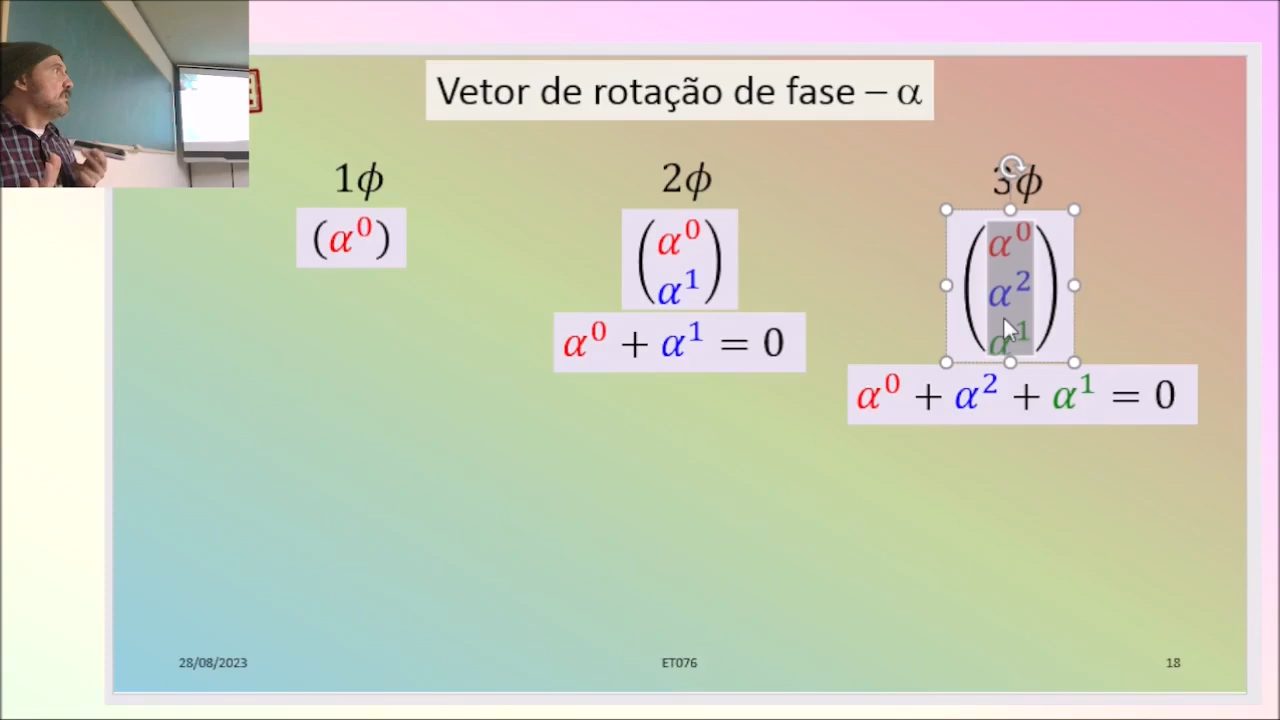 Vetor de rotação de fase – α
1ϕ
(α⁰)
2ϕ
(α⁰
α¹)
α⁰ + α¹ = 0
3ϕ
(α⁰
α²
α¹)
α⁰ + α² + α¹ = 0
28/08/2023
ET076
18